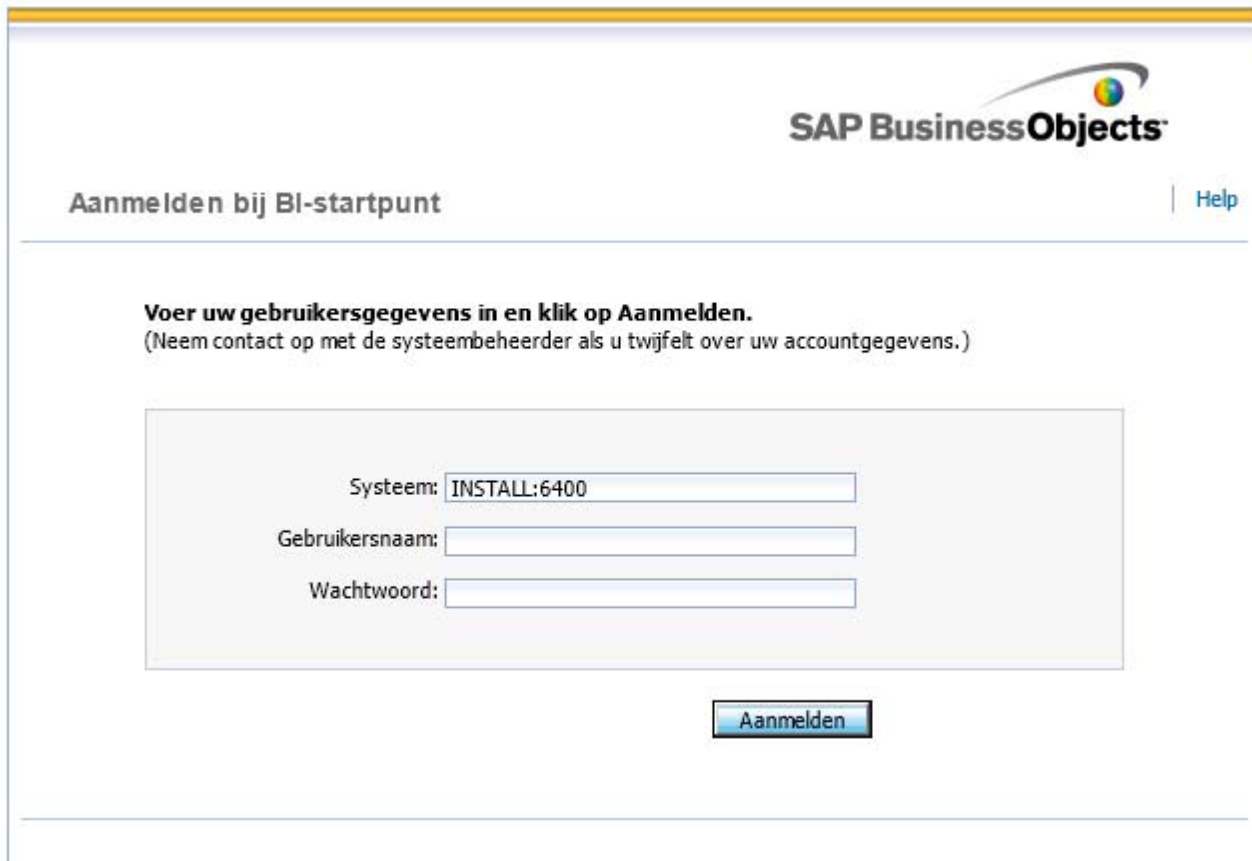 SAP BusinessObjects™
Aanmelden bij BI-startpunt
Help
Voer uw gebruikersgegevens in en klik op Aanmelden.
(Neem contact op met de systeembeheerder als u twijfelt over uw accountgegevens.)
Systeem: INSTALL:6400
Gebruikersnaam:
Wachtwoord:
Aanmelden